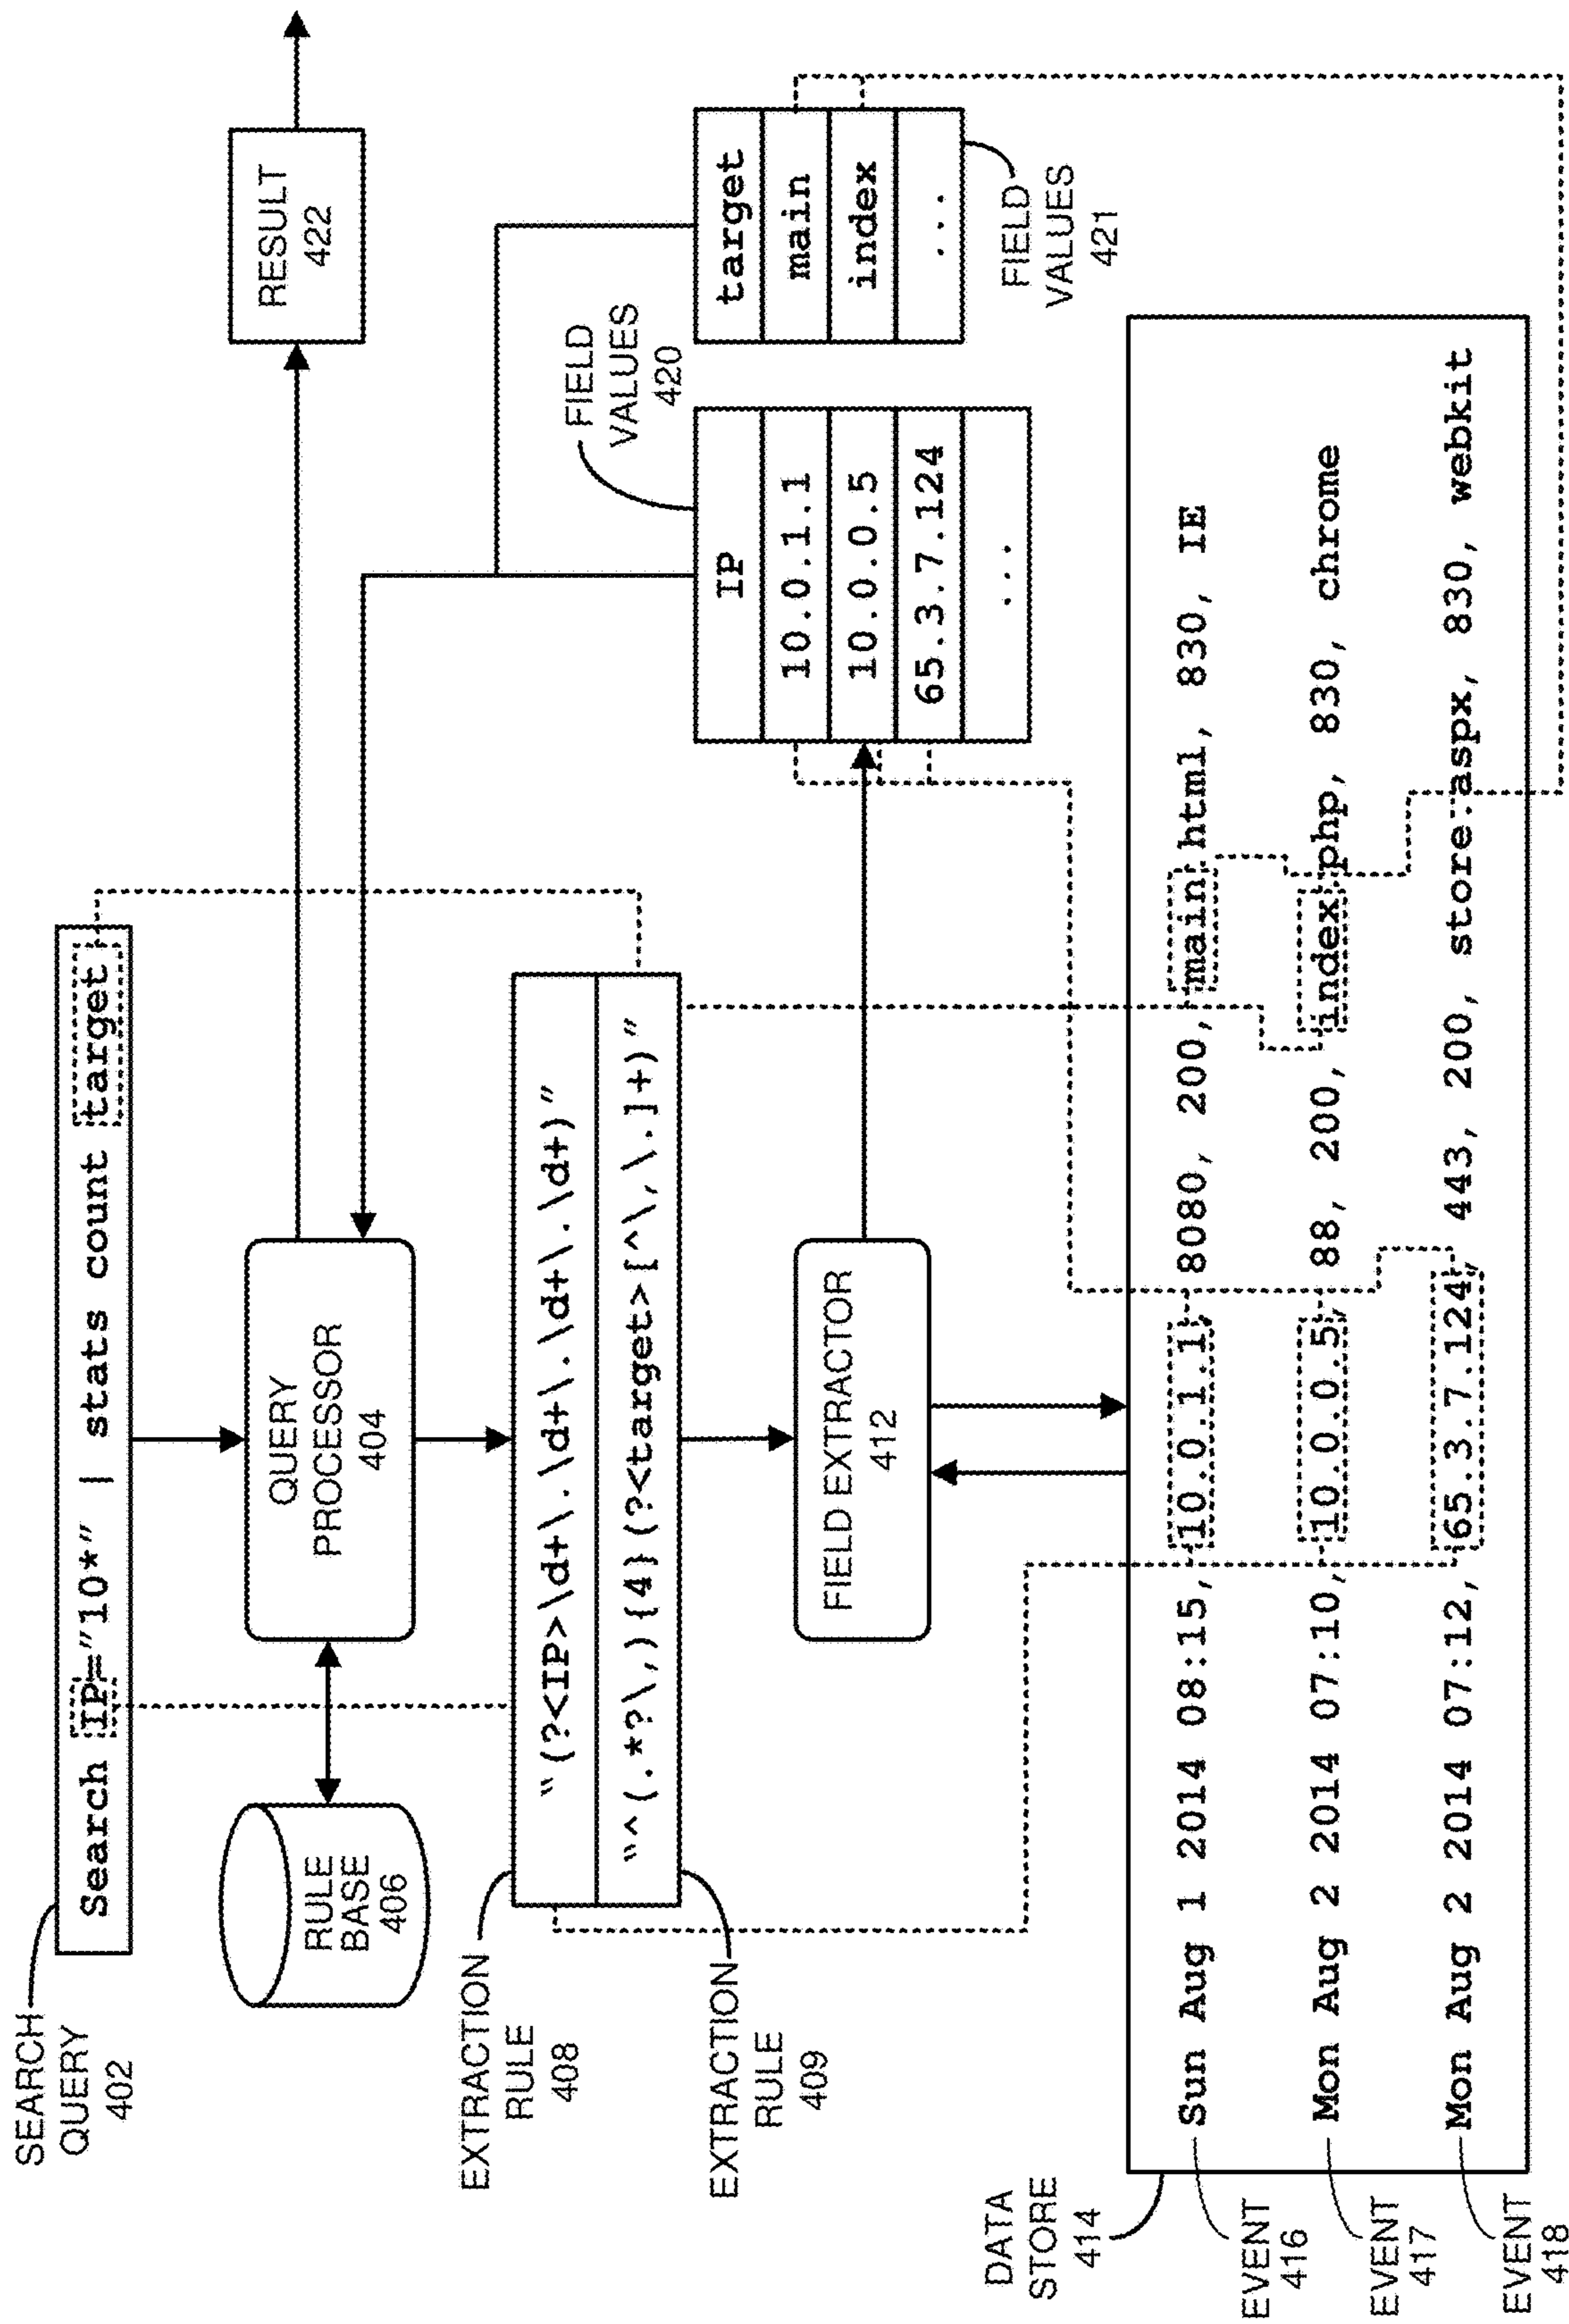 SEARCH
QUERY
402
Search IP="10*" | stats count target
RULE
BASE
406
QUERY
PROCESSOR
404
RESULT
422
EXTRACTION
RULE
408
"(?<IP>\d+\.\d+\.\d+\.\d+)"
"^(.*?\,){4}(?<target>[^\,\.]+)"
EXTRACTION
RULE
409
FIELD EXTRACTOR
412
FIELD
VALUES
420
IP
10.0.1.1
10.0.0.5
65.3.7.124
...
target
main
index
...
FIELD
VALUES
421
DATA
STORE
414
EVENT
416
Sun Aug 1 2014 08:15, 10.0.1.1, 8080, 200, main html, 830, IE
EVENT
417
Mon Aug 2 2014 07:10, 10.0.0.5, 88, 200, index php, 830, chrome
EVENT
418
Mon Aug 2 2014 07:12, 65.3.7.124, 443, 200, store.aspx, 830, webkit